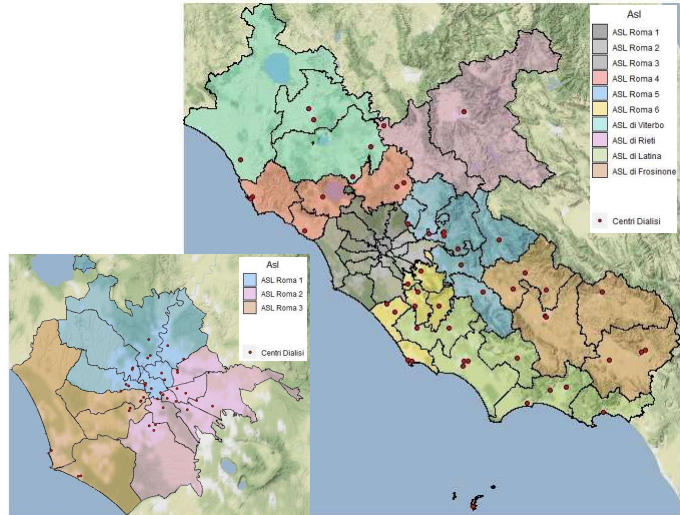 Asl
ASL Roma 1
ASL Roma 2
ASL Roma 3
ASL Roma 4
ASL Roma 5
ASL Roma 6
ASL di Viterbo
ASL di Rieti
ASL di Latina
ASL di Frosinone
Centri Dialisi
Asl
ASL Roma 1
ASL Roma 2
ASL Roma 3
Centri Dialisi